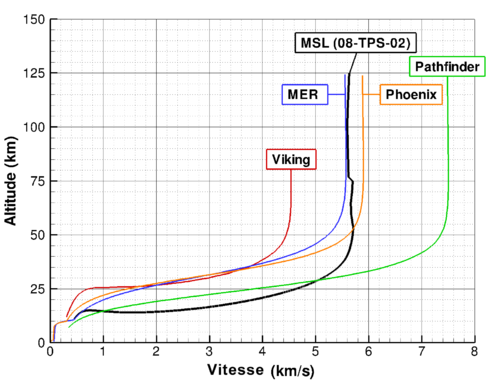 150
MSL (08-TPS-02)
Pathfinder
125
MER
Phoenix
100
Viking
75
50
25
0
Altitude (km)
0 1 2 3 4 5 6 7 8
Vitesse (km/s)